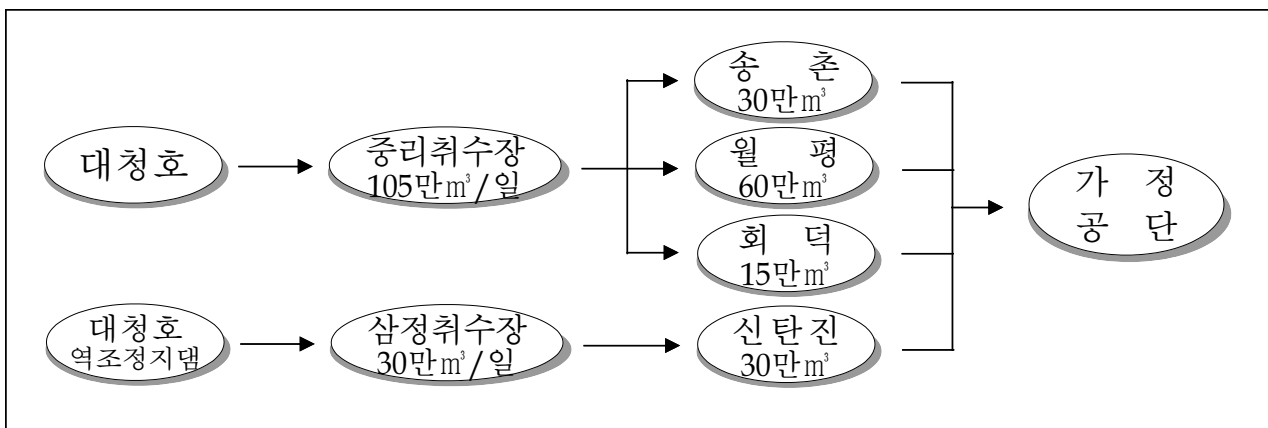 대청호
중리취수장
105만㎥/일
송 촌
30만㎥
월 평
60만㎥
회 덕
15만㎥
가 정
공 단
대청호
역조정지댐
삼정취수장
30만㎥/일
신탄진
30만㎥